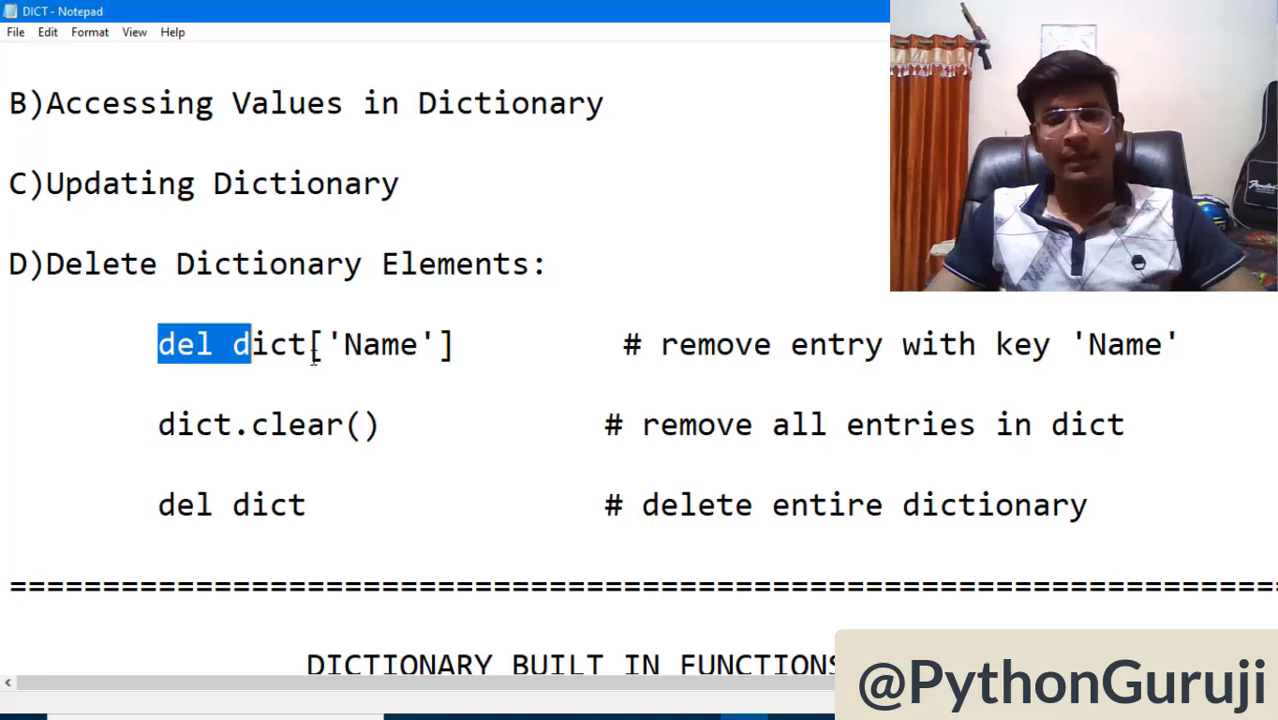 DICT - Notepad
File Edit Format View Help
B)Accessing Values in Dictionary
C)Updating Dictionary
D)Delete Dictionary Elements:
del dict['Name'] # remove entry with key 'Name'
dict.clear() # remove all entries in dict
del dict # delete entire dictionary
=====================================================================
DICTIONARY BUILT IN FUNCTIONS
@PythonGuruji